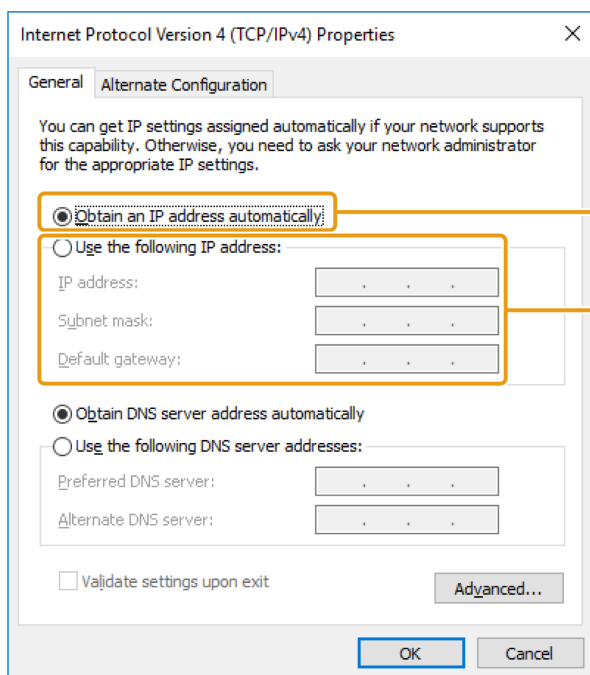 Internet Protocol Version 4 (TCP/IPv4) Properties
General
Alternate Configuration
You can get IP settings assigned automatically if your network supports
this capability. Otherwise, you need to ask your network administrator
for the appropriate IP settings.
Obtain an IP address automatically
Use the following IP address:
IP address:
Subnet mask:
Default gateway:
Obtain DNS server address automatically
Use the following DNS server addresses:
Preferred DNS server:
Alternate DNS server:
Validate settings upon exit
Advanced...
OK
Cancel